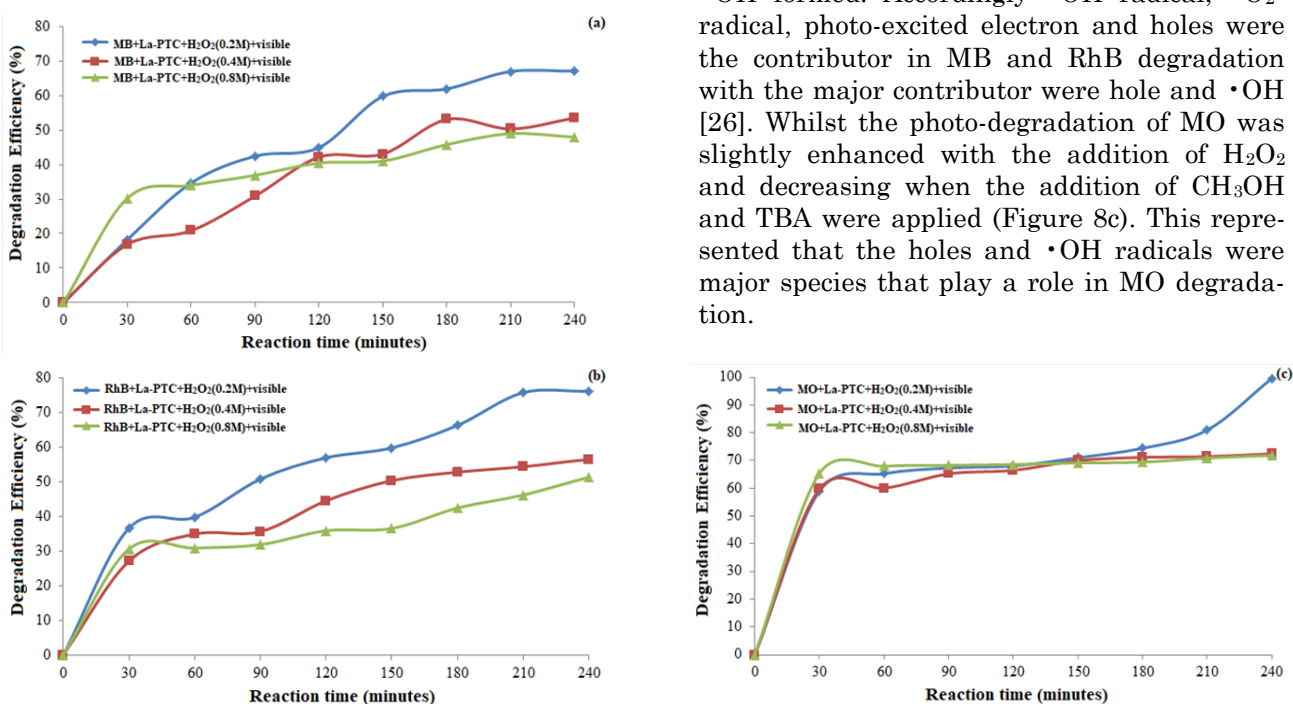 (a)
MB+La-PTC+H₂O₂(0.2M)+visible
MB+La-PTC+H₂O₂(0.4M)+visible
MB+La-PTC+H₂O₂(0.8M)+visible
Degradation Efficiency (%)
80
70
60
50
40
30
20
10
0
0 30 60 90 120 150 180 210 240
Reaction time (minutes)
(b)
RhB+La-PTC+H₂O₂(0.2M)+visible
RhB+La-PTC+H₂O₂(0.4M)+visible
RhB+La-PTC+H₂O₂(0.8M)+visible
Degradation Efficiency (%)
80
70
60
50
40
30
20
10
0
0 30 60 90 120 150 180 210 240
Reaction time (minutes)
radical, photo-excited electron and holes were
the contributor in MB and RhB degradation
with the major contributor were hole and •OH
[26]. Whilst the photo-degradation of MO was
slightly enhanced with the addition of H₂O₂
and decreasing when the addition of CH₃OH
and TBA were applied (Figure 8c). This repre-
sented that the holes and •OH radicals were
major species that play a role in MO degrada-
tion.
(c)
MO+La-PTC+H₂O₂(0.2M)+visible
MO+La-PTC+H₂O₂(0.4M)+visible
MO+La-PTC+H₂O₂(0.8M)+visible
Degradation Efficiency (%)
100
90
80
70
60
50
40
30
20
10
0
0 30 60 90 120 150 180 210 240
Reaction time (minutes)